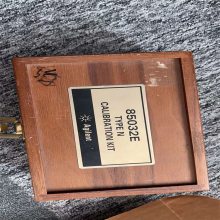 85032E
TYPE N
CALIBRATION KIT
Agilent